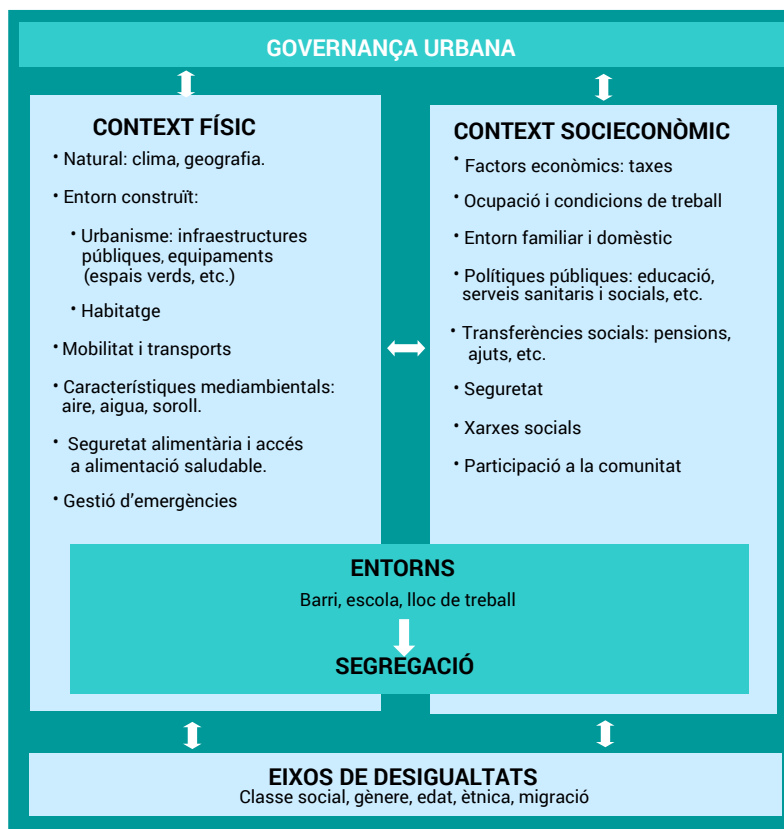 GOVERNANÇA URBANA
CONTEXT FÍSIC
• Natural: clima, geografia.
• Entorn construït:
• Urbanisme: infraestructures
públiques, equipaments
(espais verds, etc.)
• Habitatge
• Mobilitat i transports
• Característiques mediambientals:
aire, aigua, soroll.
• Seguretat alimentària i accés
a alimentació saludable.
• Gestió d’emergències
CONTEXT SOCIECONÒMIC
• Factors econòmics: taxes
• Ocupació i condicions de treball
• Entorn familiar i domèstic
• Polítiques públiques: educació,
serveis sanitaris i socials, etc.
• Transferències socials: pensions,
ajuts, etc.
• Seguretat
• Xarxes socials
• Participació a la comunitat
ENTORNS
Barri, escola, lloc de treball
SEGREGACIÓ
EIXOS DE DESIGUALTATS
Classe social, gènere, edat, ètnica, migració